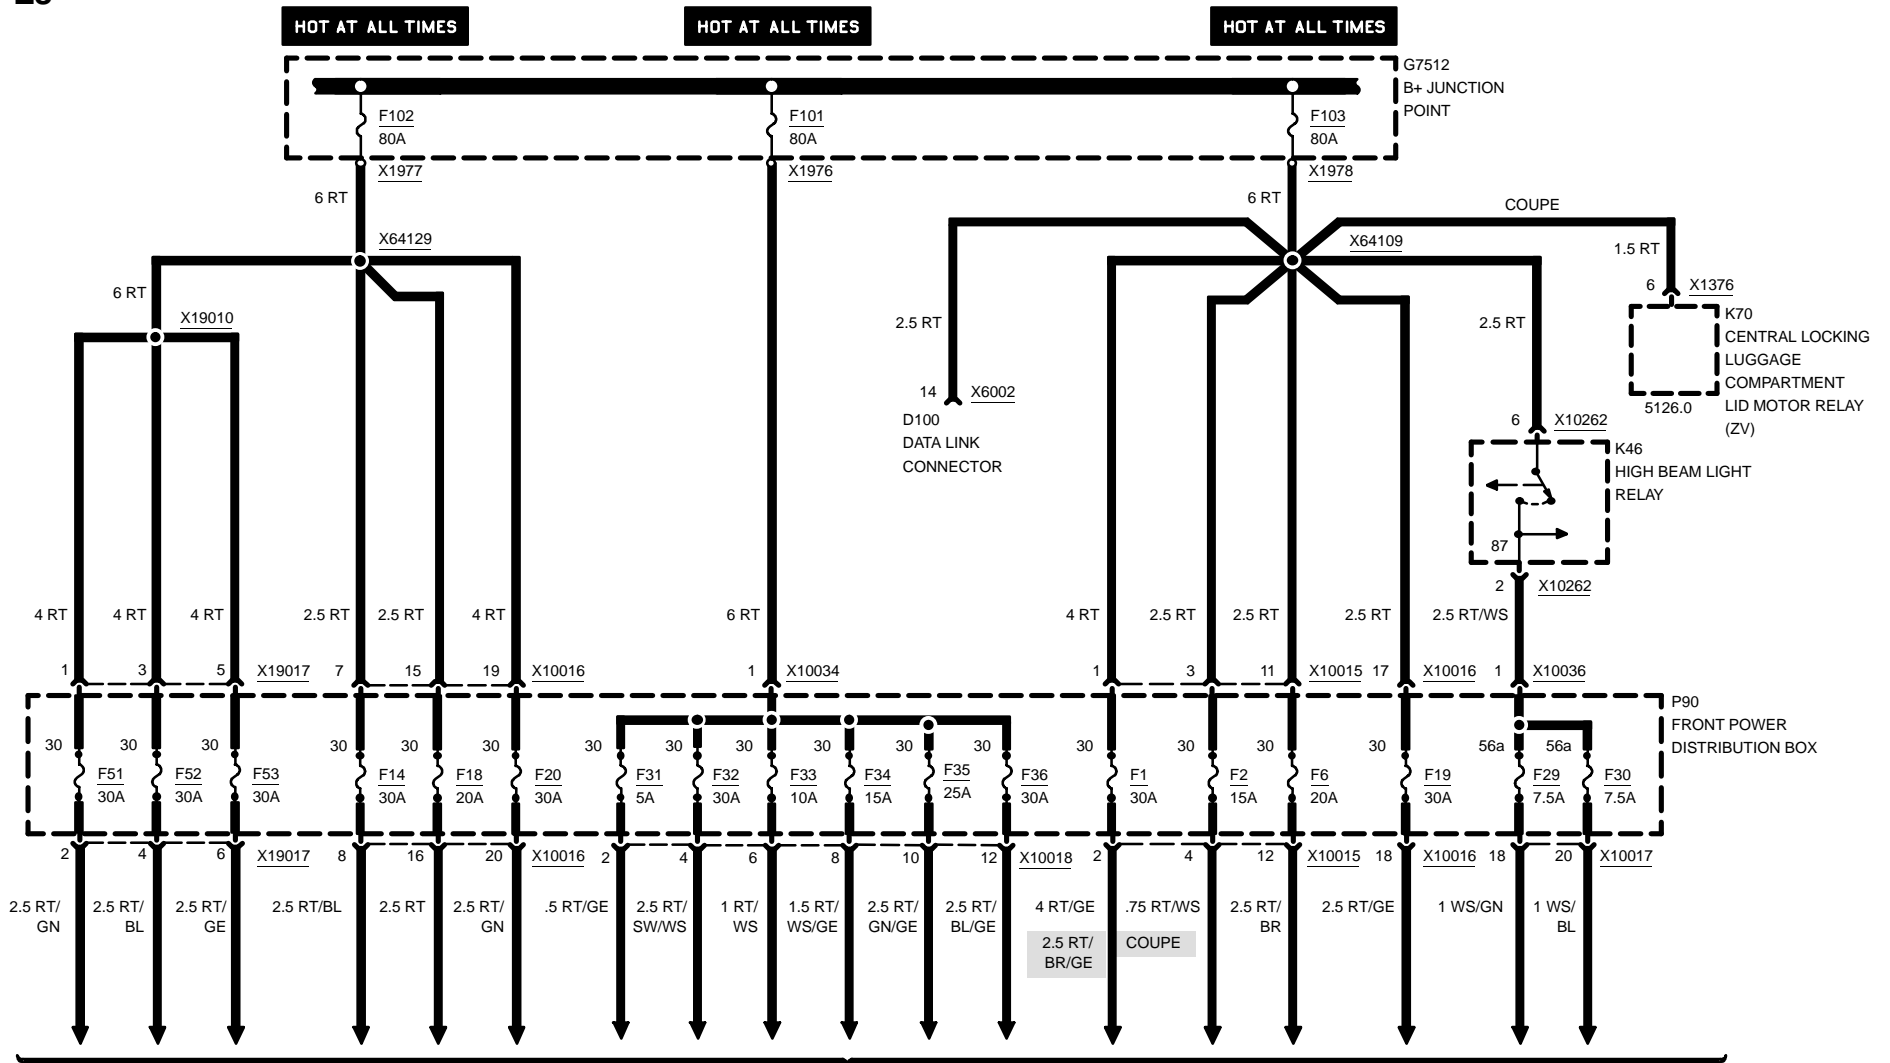 HOT AT ALL TIMES HOT AT ALL TIMES HOT AT ALL TIMES
G7512
B+ JUNCTION
POINT
F102 F101 F103
80A 80A 80A
X1977 X1976 X1978
6 RT 6 RT COUPE
X64129 X64109 1.5 RT
6 RT 6 X1376
X19010 2.5 RT 2.5 RT
K70
CENTRAL LOCKING
LUGGAGE
COMPARTMENT
LID MOTOR RELAY
(ZV)
5126.0
14 X6002
D100
DATA LINK
CONNECTOR
6 X10262
K46
HIGH BEAM LIGHT
RELAY
87
2 X10262
4 RT 4 RT 4 RT 2.5 RT 2.5 RT 4 RT 6 RT 4 RT 2.5 RT 2.5 RT 2.5 RT 2.5 RT/WS
1 3 5 X19017 7 15 19 X10016 1 X10034 1 3 11 X10015 17 X10016 1 X10036
P90
FRONT POWER
DISTRIBUTION BOX
30 30 30 30 30 30 30 30 30 30 30 30 30 30 30 30 56a 56a
F51 F52 F53 F14 F18 F20 F31 F32 F33 F34 F35 F36 F1 F2 F6 F19 F29 F30
30A 30A 30A 30A 20A 30A 5A 30A 10A 15A 25A 30A 30A 15A 20A 30A 7.5A 7.5A
2 4 6 X19017 8 16 20 X10016 2 4 6 8 10 12 X10018 2 4 12 X10015 18 X10016 18 20 X10017
2.5 RT/ 2.5 RT/ 2.5 RT/ 2.5 RT/BL 2.5 RT 2.5 RT/ .5 RT/GE 2.5 RT/ 1 RT/ 1.5 RT/ 2.5 RT/ 2.5 RT/ 4 RT/GE .75 RT/WS 2.5 RT/ 2.5 RT/GE 1 WS/GN 1 WS/
GN BL GE GN SW/WS WS WS/GE GN/GE BL/GE BR BL
2.5 RT/ COUPE
BR/GE